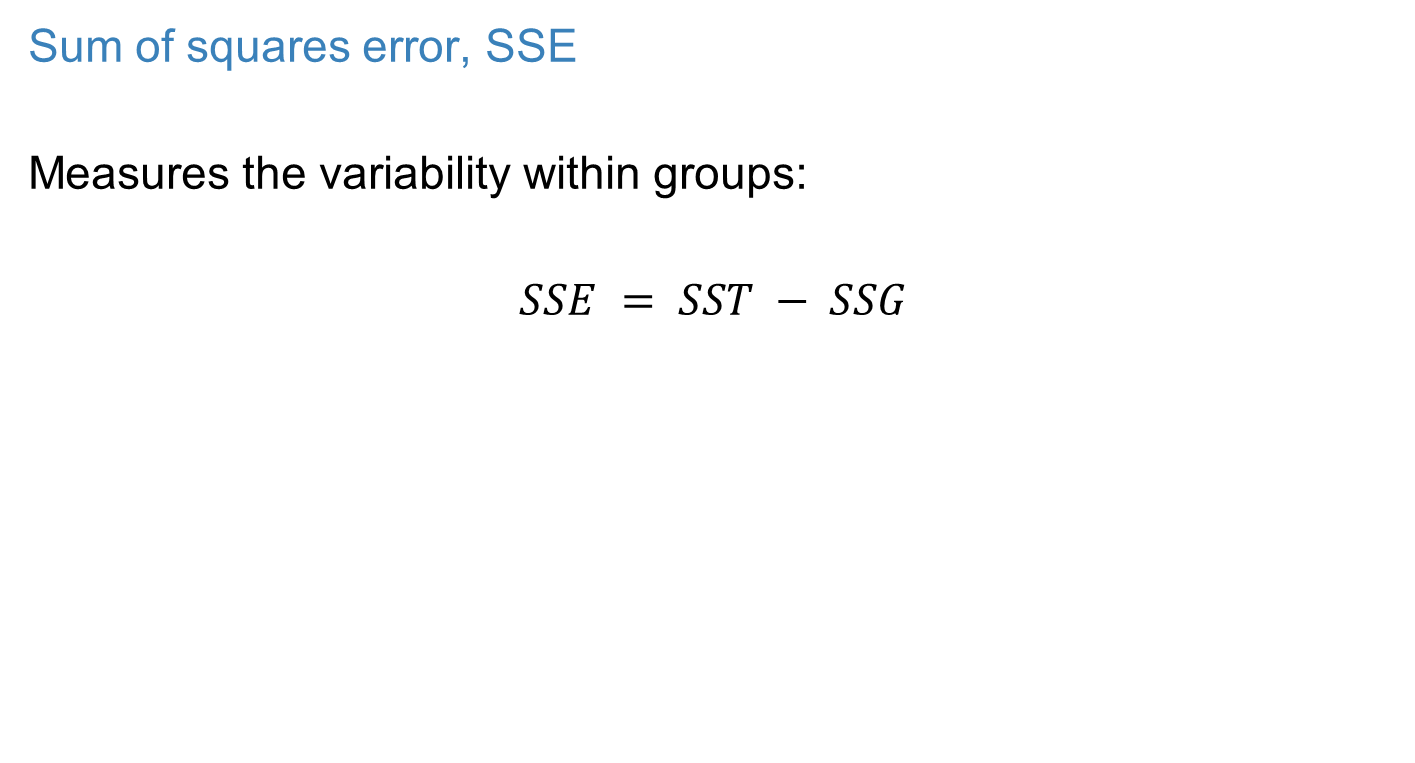 Sum of squares error, SSE
Measures the variability within groups:
SSE = SST − SSG